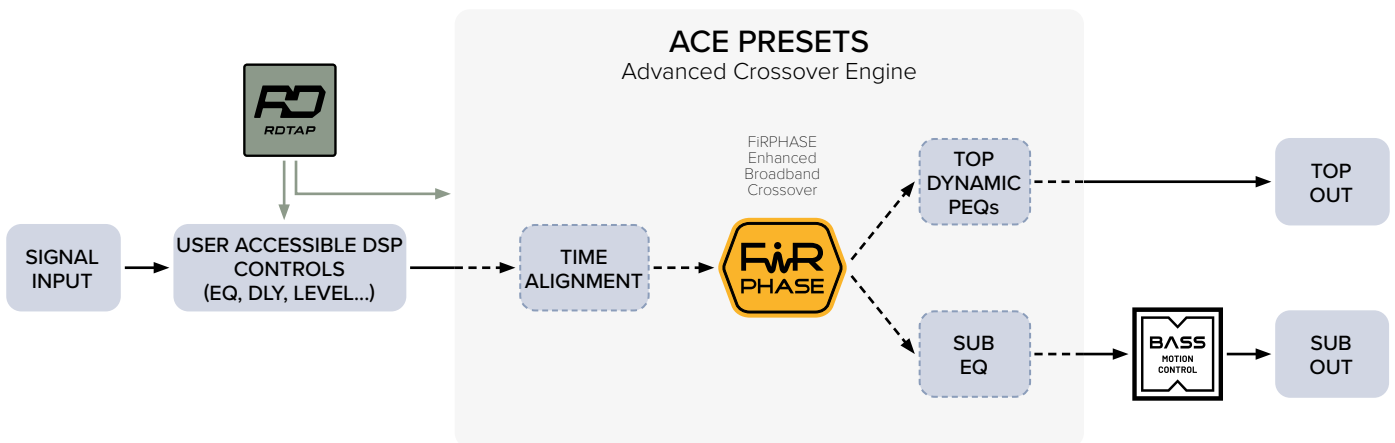 ACE PRESETS
Advanced Crossover Engine
RD
RDTAP
FiRPHASE
Enhanced
Broadband
Crossover
SIGNAL
INPUT
USER ACCESSIBLE DSP
CONTROLS
(EQ, DLY, LEVEL...)
TIME
ALIGNMENT
FiR
PHASE
TOP
DYNAMIC
PEQs
TOP
OUT
SUB
EQ
BASS
MOTION
CONTROL
SUB
OUT